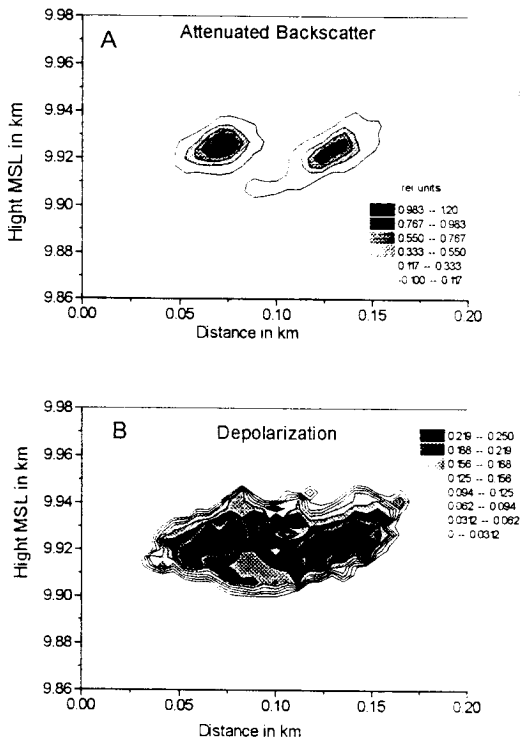 A
Attenuated Backscatter
Hight MSL in km
9.98
9.96
9.94
9.92
9.90
9.88
9.86
0.00
0.05
0.10
0.15
0.20
Distance in km
rel units
0.983 -- 1.20
0.767 -- 0.983
0.550 -- 0.767
0.333 -- 0.550
0.117 -- 0.333
-0.100 -- 0.117
B
Depolarization
Hight MSL in km
9.98
9.96
9.94
9.92
9.90
9.88
9.86
0.00
0.05
0.10
0.15
0.20
Distance in km
0.219 -- 0.250
0.188 -- 0.219
0.156 -- 0.168
0.125 -- 0.156
0.094 -- 0.125
0.062 -- 0.094
0.0312 -- 0.062
0 -- 0.0312